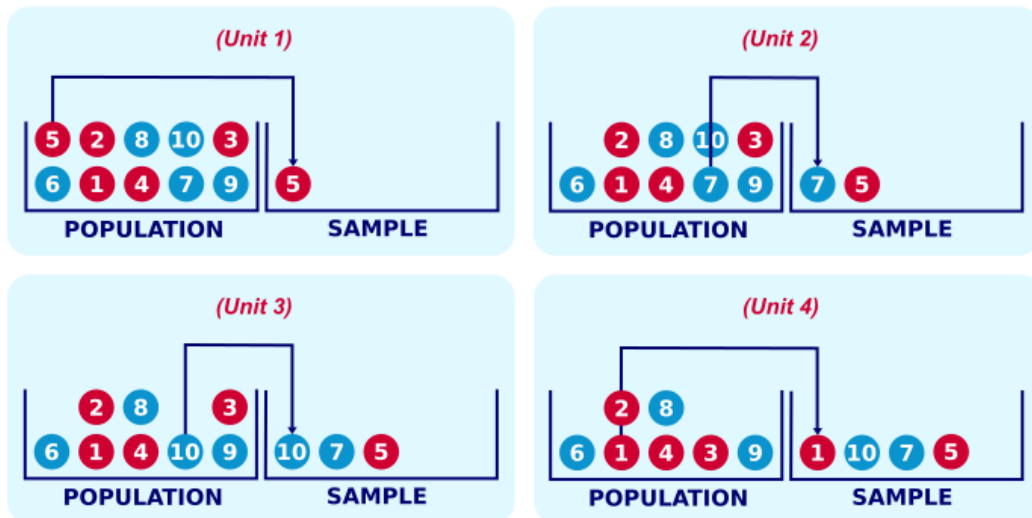 (Unit 1)
5 2 8 10 3
6 1 4 7 9 5
POPULATION SAMPLE
(Unit 2)
2 8 10 3
6 1 4 7 9 7 5
POPULATION SAMPLE
(Unit 3)
2 8 3
6 1 4 10 9 10 7 5
POPULATION SAMPLE
(Unit 4)
2 8
6 1 4 3 9 1 10 7 5
POPULATION SAMPLE